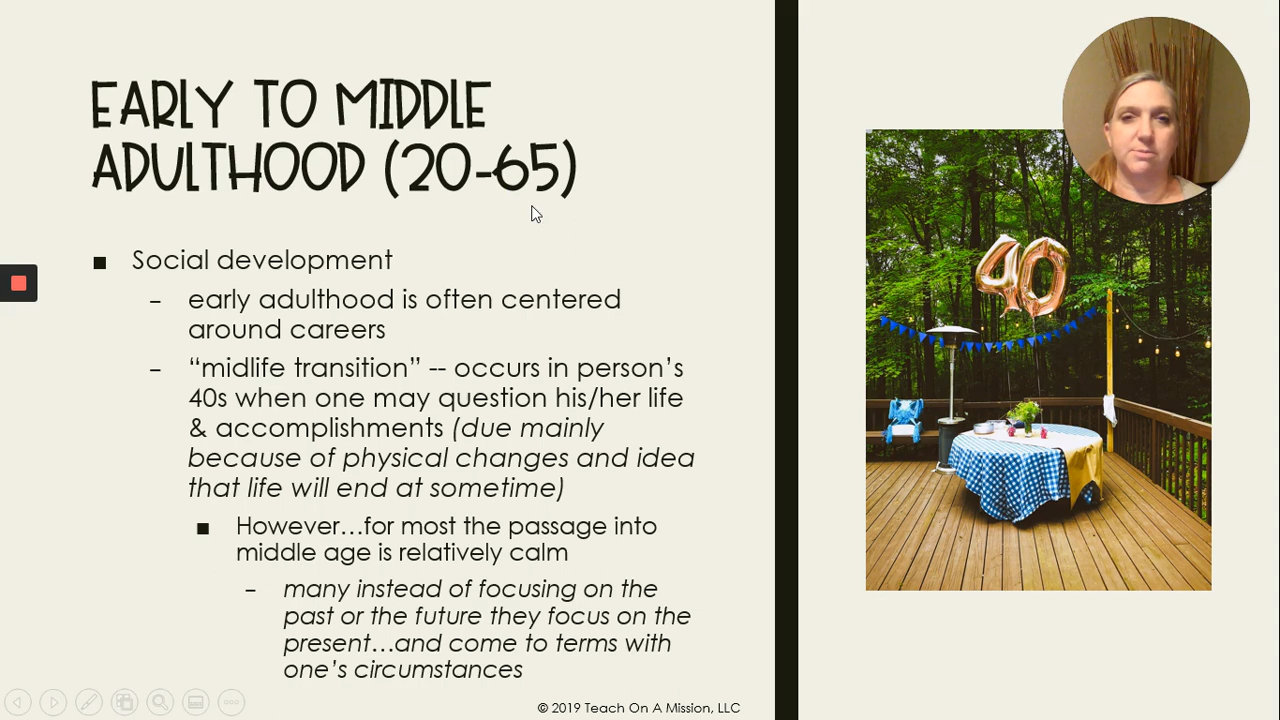 EARLY TO MIDDLE
ADULTHOOD (20-65)
■ Social development
– early adulthood is often centered
around careers
– “midlife transition” -- occurs in person’s
40s when one may question his/her life
& accomplishments (due mainly
because of physical changes and idea
that life will end at sometime)
■ However…for most the passage into
middle age is relatively calm
– many instead of focusing on the
past or the future they focus on the
present…and come to terms with
one’s circumstances
40
© 2019 Teach On A Mission, LLC